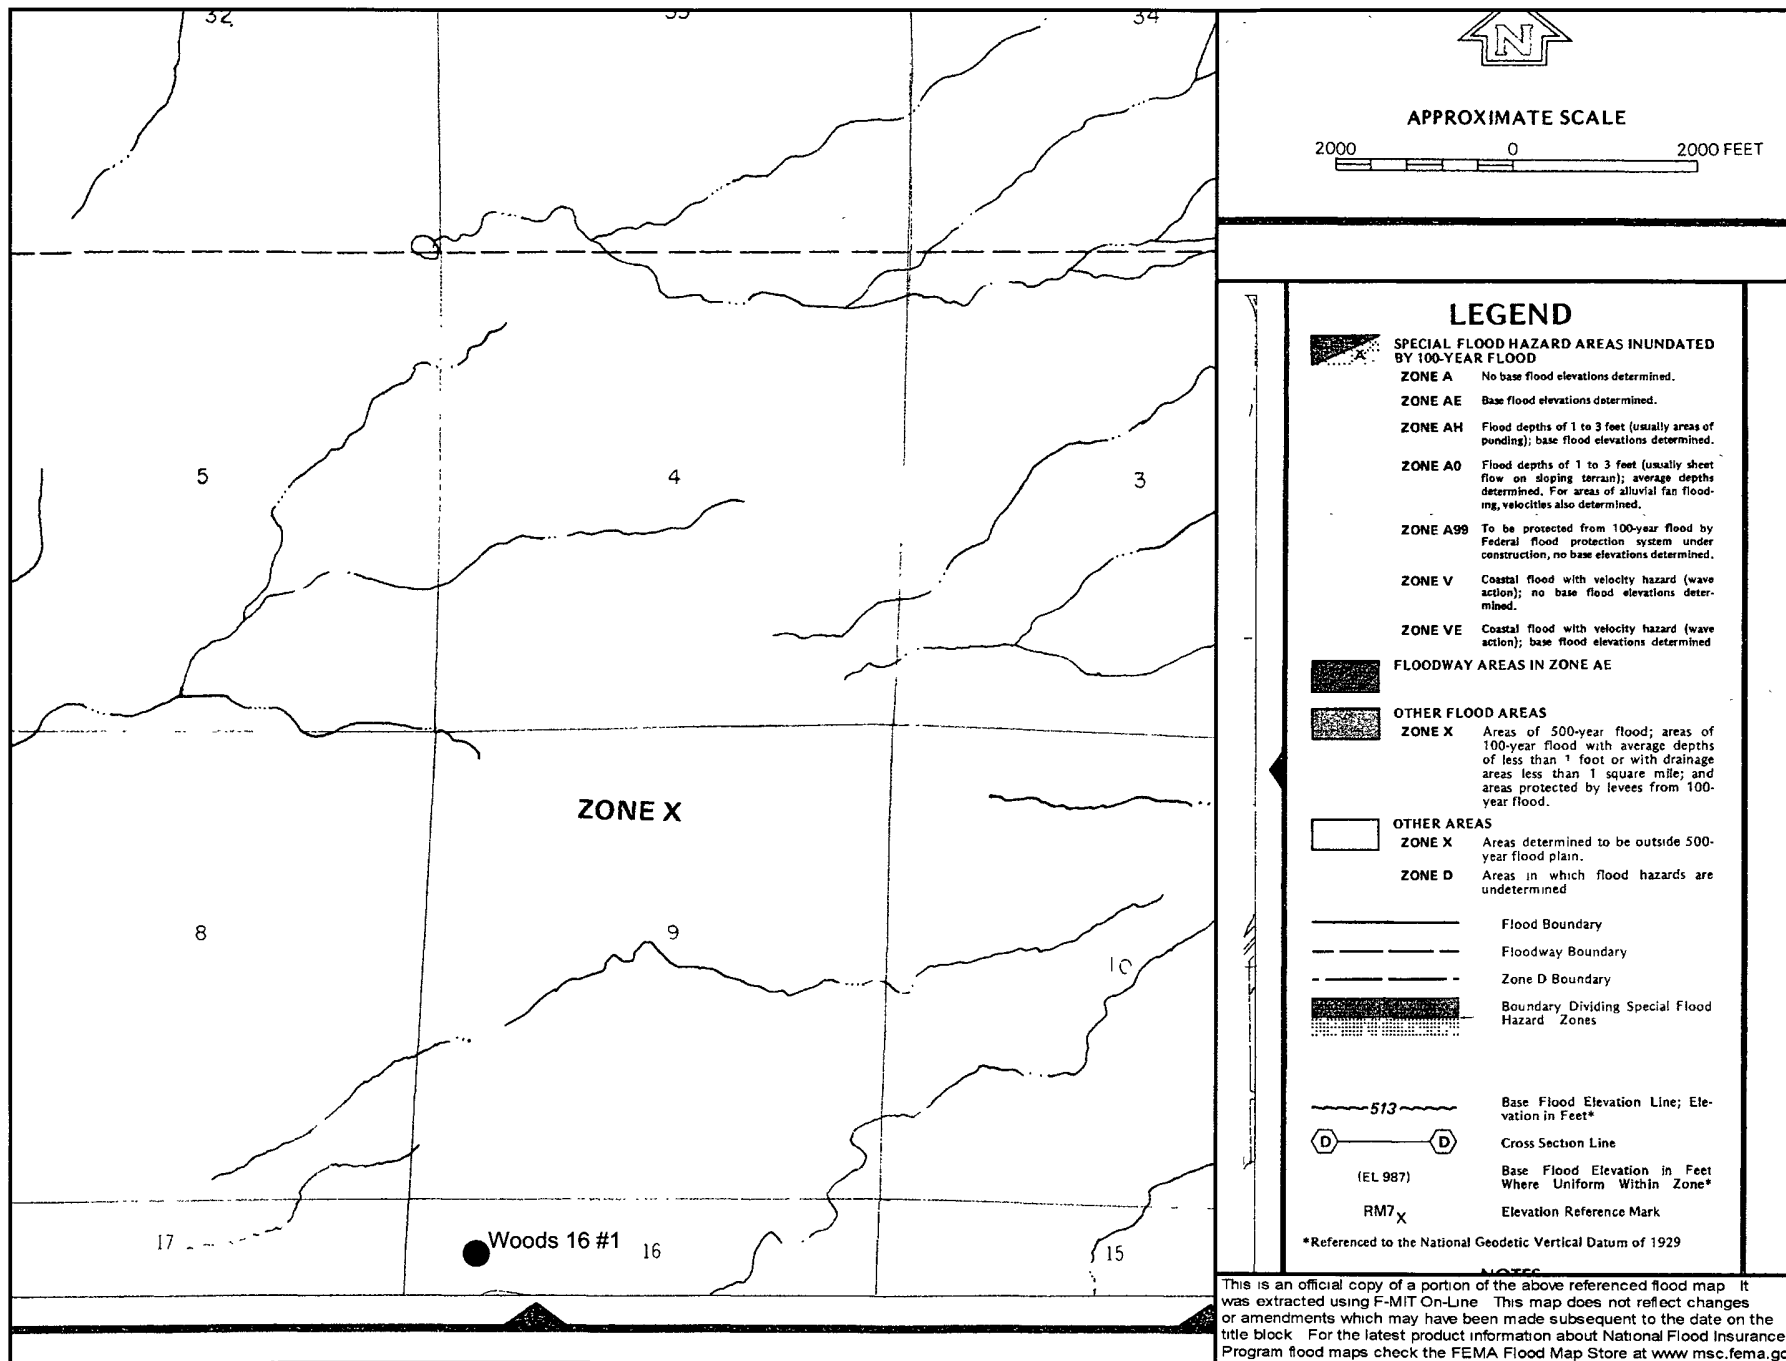 32
33
34
5
4
3
ZONE X
8
9
10
17
Woods 16 #1
16
15
N
APPROXIMATE SCALE
2000 0 2000 FEET
LEGEND
A
SPECIAL FLOOD HAZARD AREAS INUNDATED
BY 100-YEAR FLOOD
ZONE A No base flood elevations determined.
ZONE AE Base flood elevations determined.
ZONE AH Flood depths of 1 to 3 feet (usually areas of
ponding); base flood elevations determined.
ZONE A0 Flood depths of 1 to 3 feet (usually sheet
flow on sloping terrain); average depths
determined. For areas of alluvial fan flood-
ing, velocities also determined.
ZONE A99 To be protected from 100-year flood by
Federal flood protection system under
construction, no base elevations determined.
ZONE V Coastal flood with velocity hazard (wave
action); no base flood elevations deter-
mined.
ZONE VE Coastal flood with velocity hazard (wave
action); base flood elevations determined
FLOODWAY AREAS IN ZONE AE
OTHER FLOOD AREAS
ZONE X Areas of 500-year flood; areas of
100-year flood with average depths
of less than 1 foot or with drainage
areas less than 1 square mile; and
areas protected by levees from 100-
year flood.
OTHER AREAS
ZONE X Areas determined to be outside 500-
year flood plain.
ZONE D Areas in which flood hazards are
undetermined
Flood Boundary
Floodway Boundary
Zone D Boundary
Boundary Dividing Special Flood
Hazard Zones
513 Base Flood Elevation Line; Ele-
vation in Feet*
D D Cross Section Line
(EL 987) Base Flood Elevation in Feet
Where Uniform Within Zone*
RM7X Elevation Reference Mark
*Referenced to the National Geodetic Vertical Datum of 1929
NOTES
This is an official copy of a portion of the above referenced flood map It
was extracted using F-MIT On-Line This map does not reflect changes
or amendments which may have been made subsequent to the date on the
title block For the latest product information about National Flood Insurance
Program flood maps check the FEMA Flood Map Store at www msc.fema.go